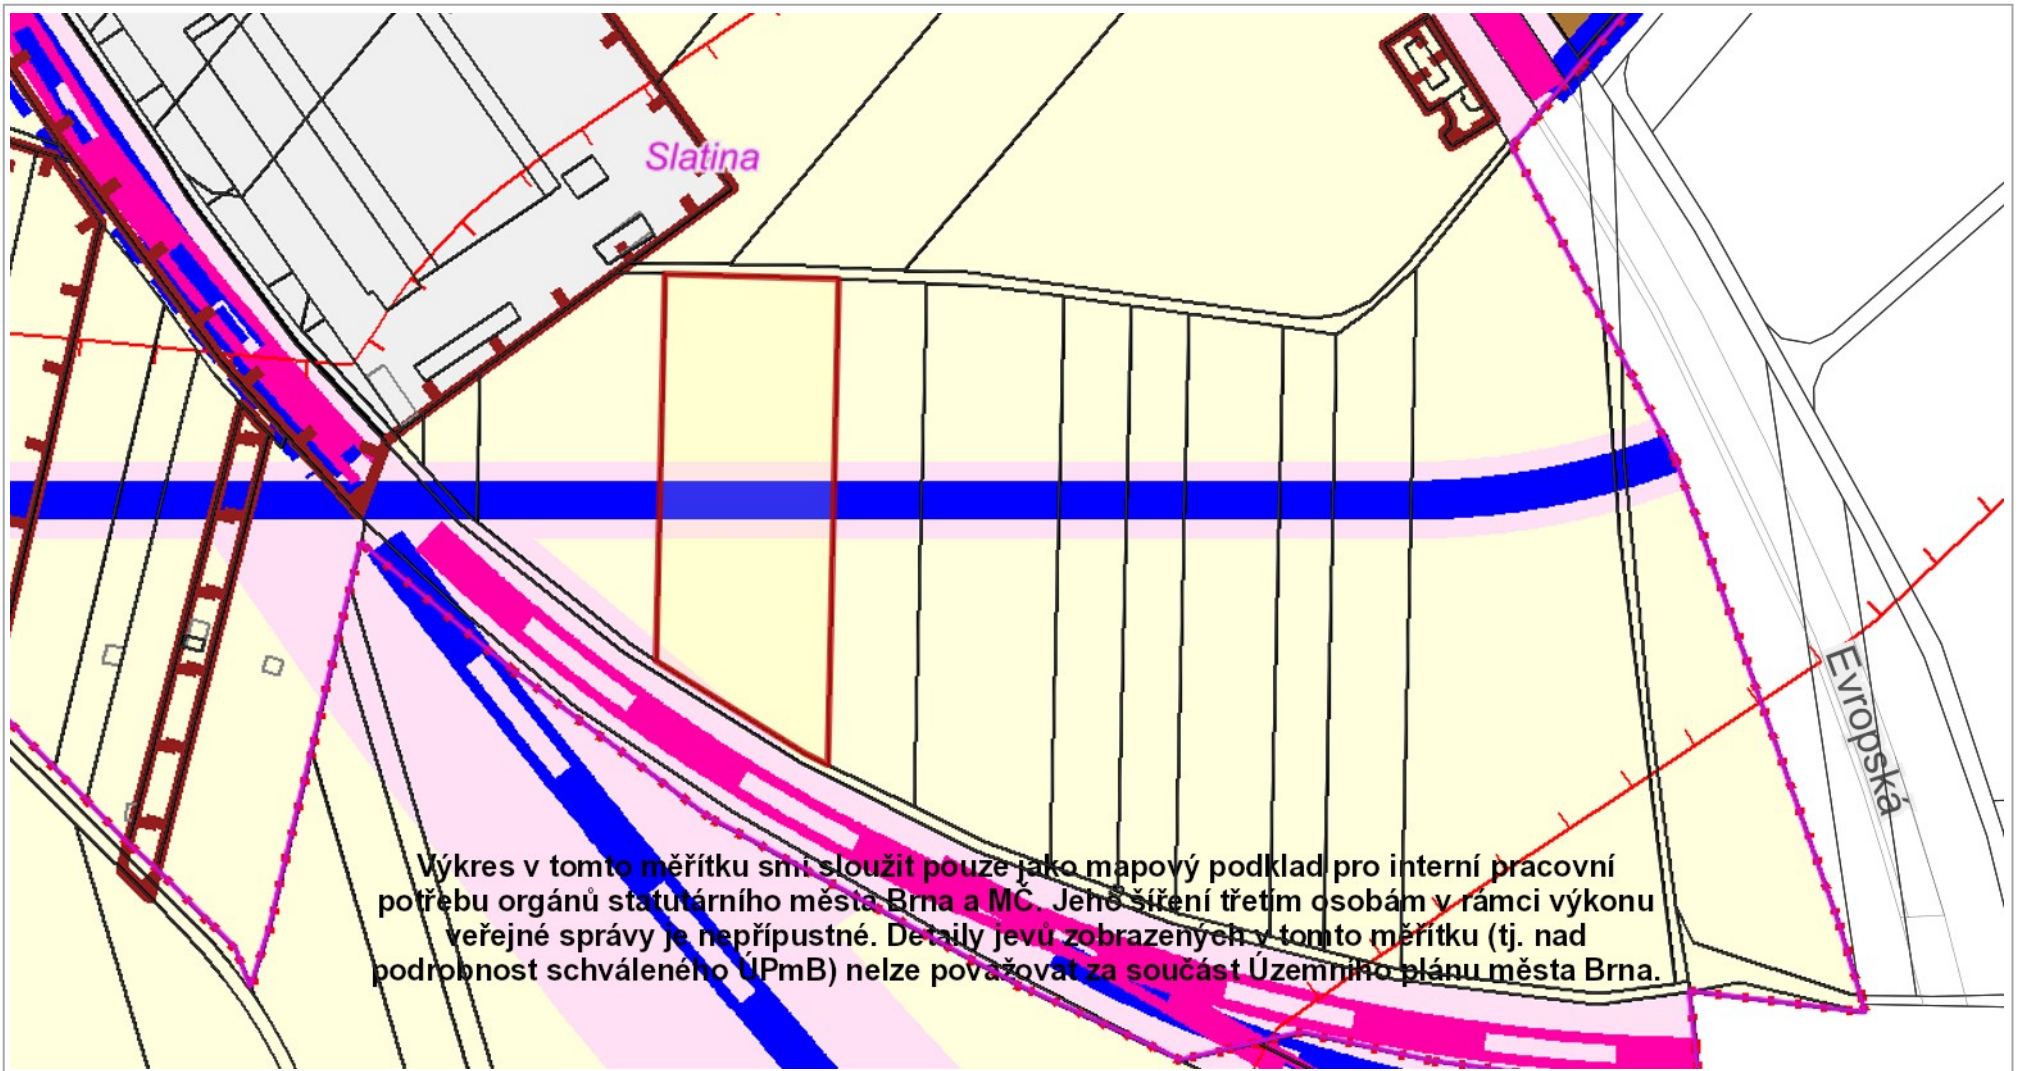 Slatina
Evropská
Výkres v tomto měřítku smí sloužit pouze jako mapový podklad pro interní pracovní
potřebu orgánů statutárního města Brna a MČ. Jeho šíření třetím osobám v rámci výkonu
veřejné správy je nepřípustné. Detaily jevů zobrazených v tomto měřítku (tj. nad
podrobnost schváleného ÚPmB) nelze považovat za součást Územního plánu města Brna.